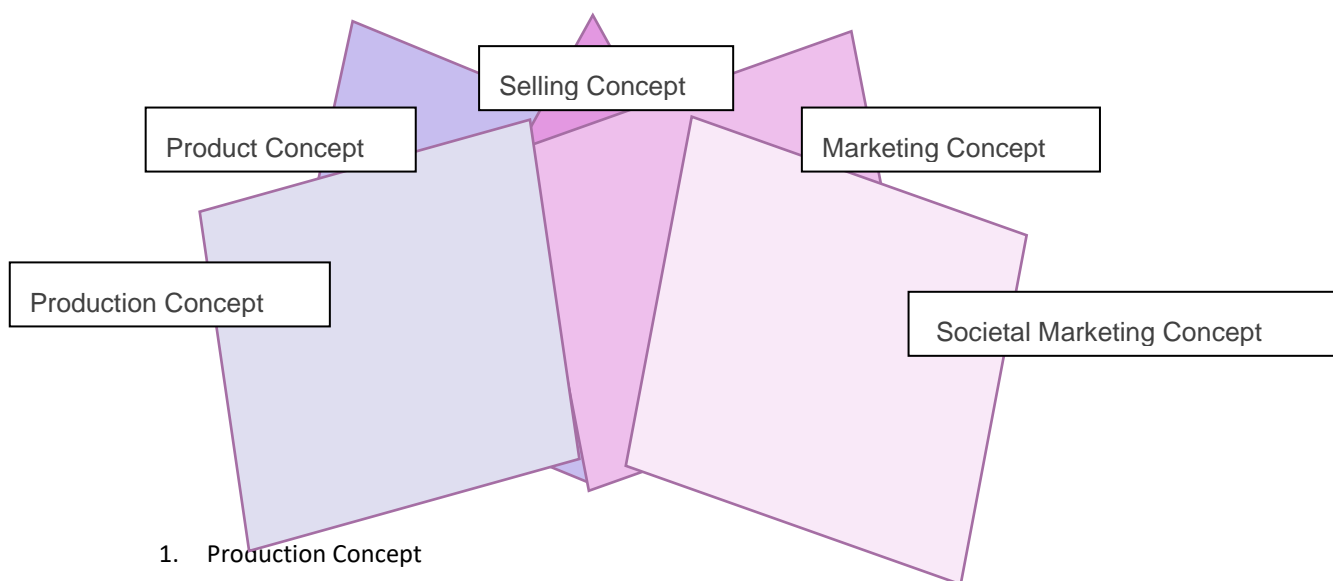 Selling Concept
Product Concept
Marketing Concept
Production Concept
Societal Marketing Concept
1. Production Concept